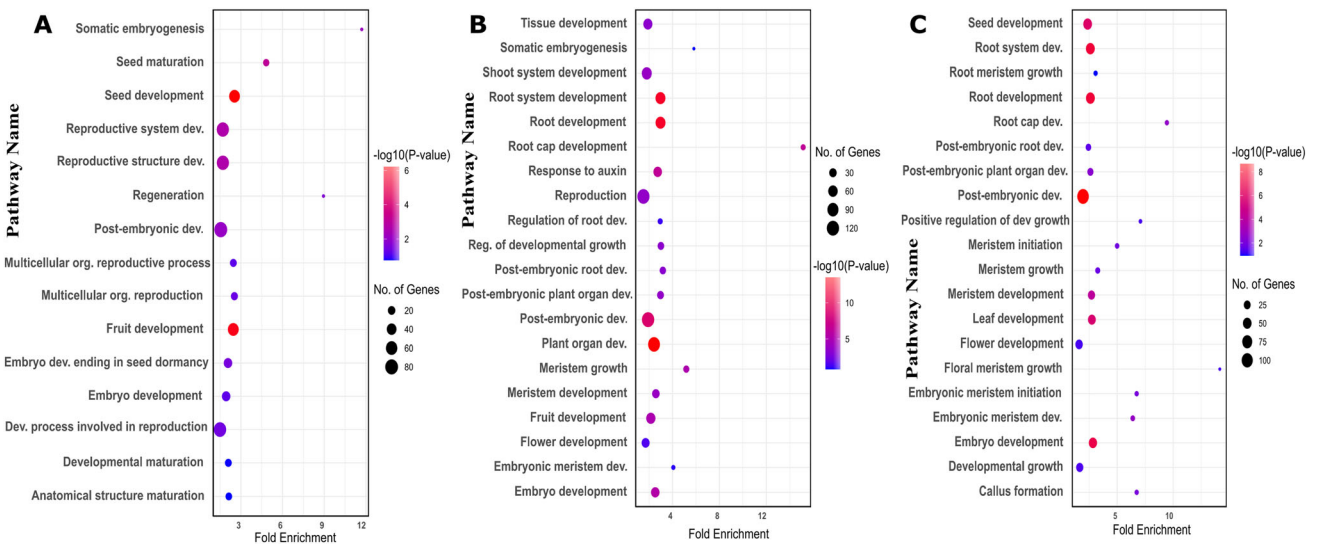 A
Pathway Name
Somatic embryogenesis
Seed maturation
Seed development
Reproductive system dev.
Reproductive structure dev.
Regeneration
Post-embryonic dev.
Multicellular org. reproductive process
Multicellular org. reproduction
Fruit development
Embryo dev. ending in seed dormancy
Embryo development
Dev. process involved in reproduction
Developmental maturation
Anatomical structure maturation
3 6 9 12
Fold Enrichment
-log10(P-value)
6
4
2
No. of Genes
20
40
60
80
B
Pathway Name
Tissue development
Somatic embryogenesis
Shoot system development
Root system development
Root development
Root cap development
Response to auxin
Reproduction
Regulation of root dev.
Reg. of developmental growth
Post-embryonic root dev.
Post-embryonic plant organ dev.
Post-embryonic dev.
Plant organ dev.
Meristem growth
Meristem development
Fruit development
Flower development
Embryonic meristem dev.
Embryo development
4 8 12
Fold Enrichment
No. of Genes
30
60
90
120
-log10(P-value)
10
5
C
Pathway Name
Seed development
Root system dev.
Root meristem growth
Root development
Root cap dev.
Post-embryonic root dev.
Post-embryonic plant organ dev.
Post-embryonic dev.
Positive regulation of dev growth
Meristem initiation
Meristem growth
Meristem development
Leaf development
Flower development
Floral meristem growth
Embryonic meristem initiation
Embryonic meristem dev.
Embryo development
Developmental growth
Callus formation
5 10
Fold Enrichment
-log10(P-value)
8
6
4
2
No. of Genes
25
50
75
100